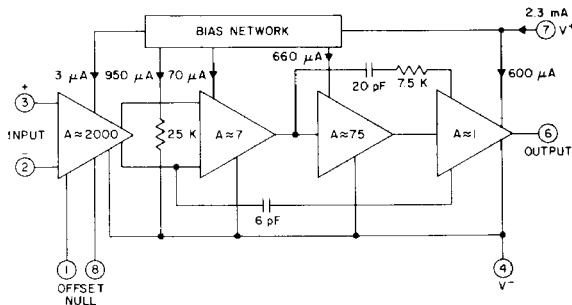 BIAS NETWORK
2.3 mA
7 V+
3 μA
950 μA
70 μA
660 μA
600 μA
20 pF
7.5 K
+
3
INPUT
−
2
A≈2000
25 K
A≈7
A≈75
A≈1
6
OUTPUT
6 pF
1
8
OFFSET
NULL
4
V−